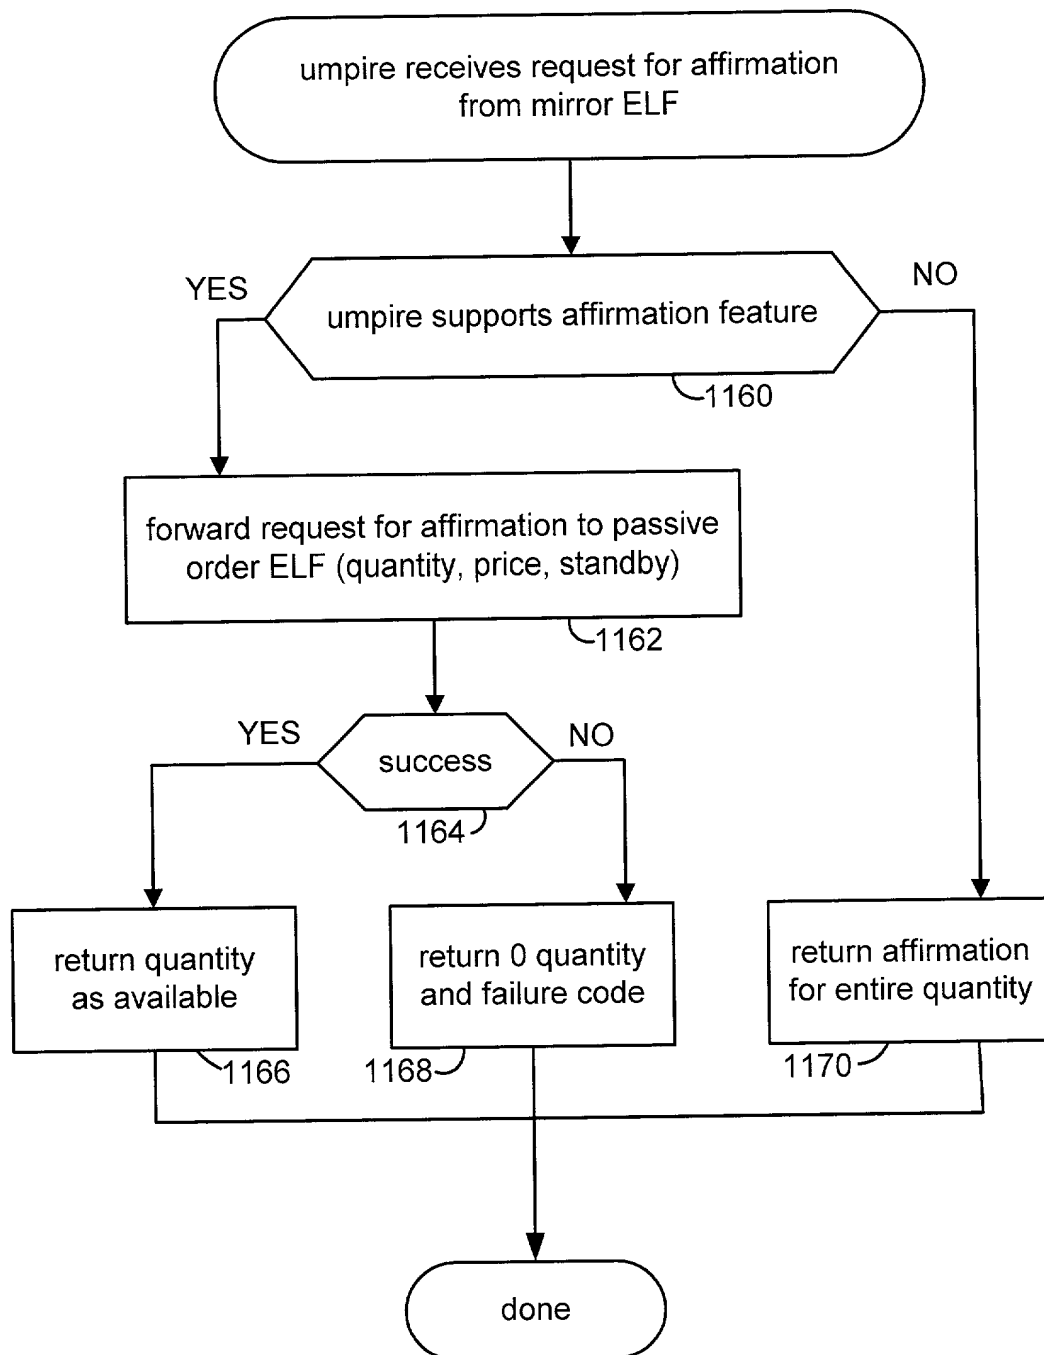 umpire receives request for affirmation
from mirror ELF
YES
NO
umpire supports affirmation feature
1160
forward request for affirmation to passive
order ELF (quantity, price, standby)
1162
YES
NO
success
1164
return quantity
as available
1166
return 0 quantity
and failure code
1168
return affirmation
for entire quantity
1170
done